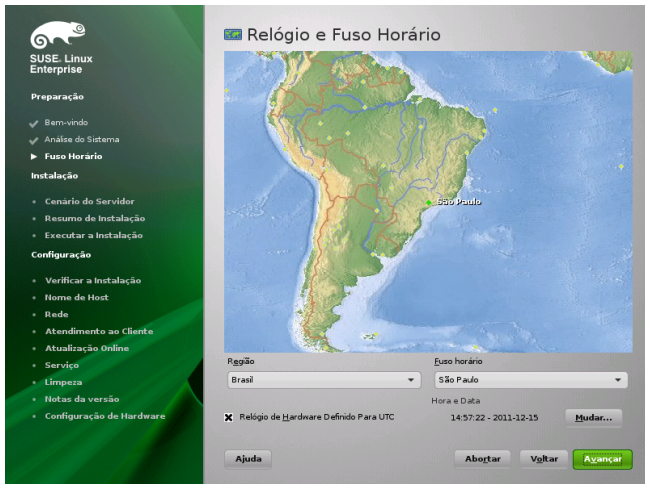 SUSE. Linux
Enterprise
Preparação
Bem-vindo
Análise do Sistema
Fuso Horário
Instalação
Cenário do Servidor
Resumo de Instalação
Executar a Instalação
Configuração
Verificar a Instalação
Nome de Host
Rede
Atendimento ao Cliente
Atualização Online
Serviço
Limpeza
Notas da versão
Configuração de Hardware
Relógio e Fuso Horário
São Paulo
Região
Fuso horário
Brasil
São Paulo
Hora e Data
Relógio de Hardware Definido Para UTC
14:57:22 - 2011-12-15
Mudar...
Ajuda
Abortar
Voltar
Avançar